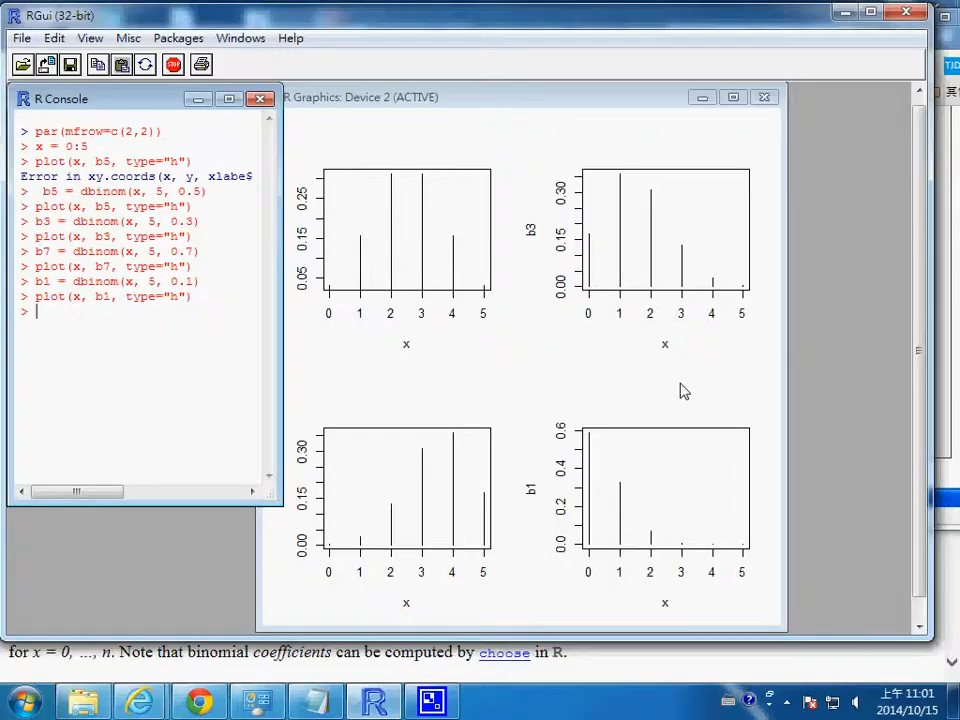 RGui (32-bit)
File Edit View Misc Packages Windows Help
STOP
R Console
> par(mfrow=c(2,2))
> x = 0:5
> plot(x, b5, type="h")
Error in xy.coords(x, y, xlabe$
>  b5 = dbinom(x, 5, 0.5)
> plot(x, b5, type="h")
> b3 = dbinom(x, 5, 0.3)
> plot(x, b3, type="h")
> b7 = dbinom(x, 5, 0.7)
> plot(x, b7, type="h")
> b1 = dbinom(x, 5, 0.1)
> plot(x, b1, type="h")
>
R Graphics: Device 2 (ACTIVE)
0.25
0.15
0.05
0 1 2 3 4 5
x
b3
0.30
0.15
0.00
0 1 2 3 4 5
x
0.30
0.15
0.00
0 1 2 3 4 5
x
b1
0.6
0.4
0.2
0.0
0 1 2 3 4 5
x
for x = 0, ..., n. Note that binomial coefficients can be computed by choose in R.
上午 11:01
2014/10/15